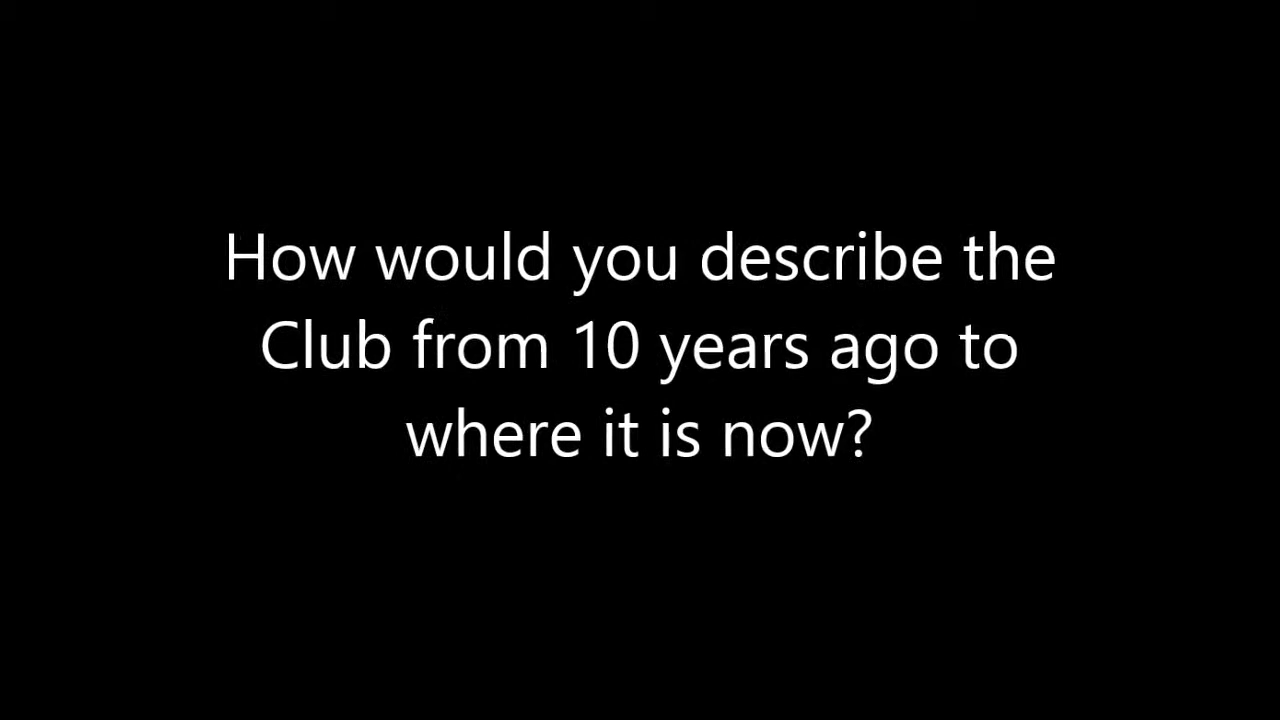 How would you describe the
Club from 10 years ago to
where it is now?